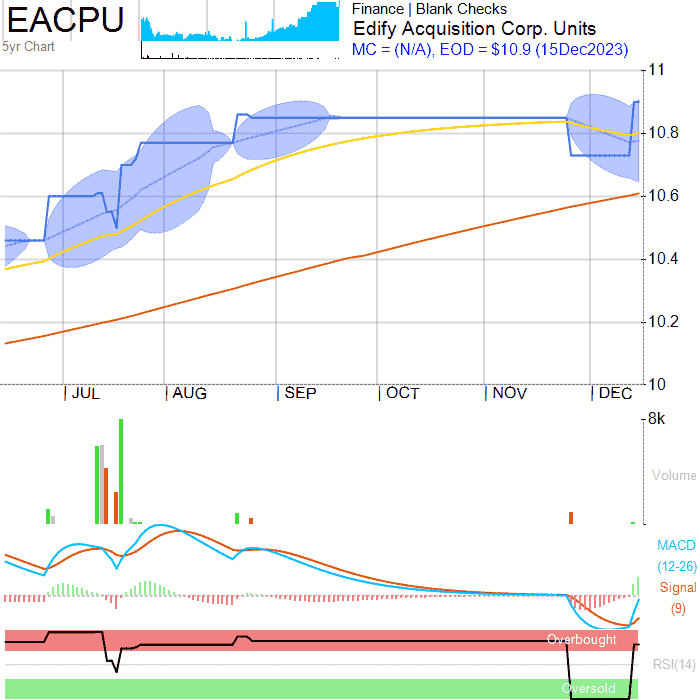 EACPU
5yr Chart
Finance | Blank Checks
Edify Acquisition Corp. Units
MC = (N/A), EOD = $10.9 (15Dec2023)
11
10.8
10.6
10.4
10.2
10
JUL AUG SEP OCT NOV DEC
8k
Volume
MACD
(12-26)
Signal
(9)
Overbought
RSI(14)
Oversold